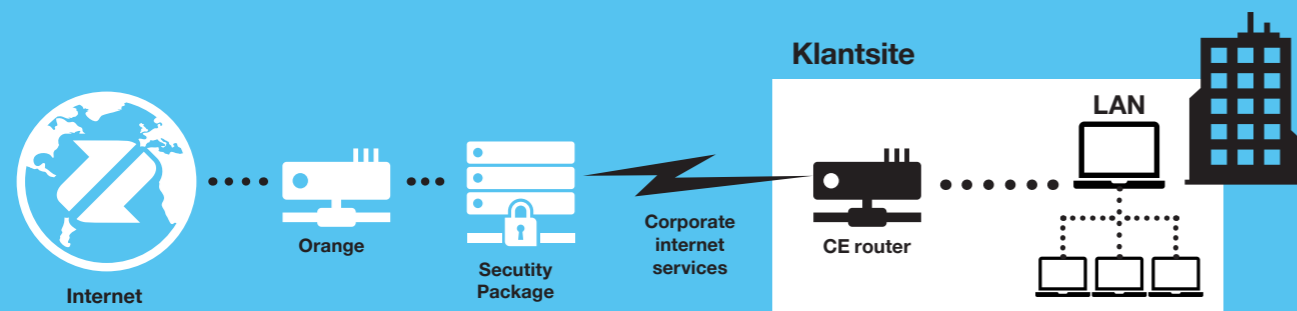 Klantsite
LAN
Internet
Orange
Secutity
Package
Corporate
internet
services
CE router